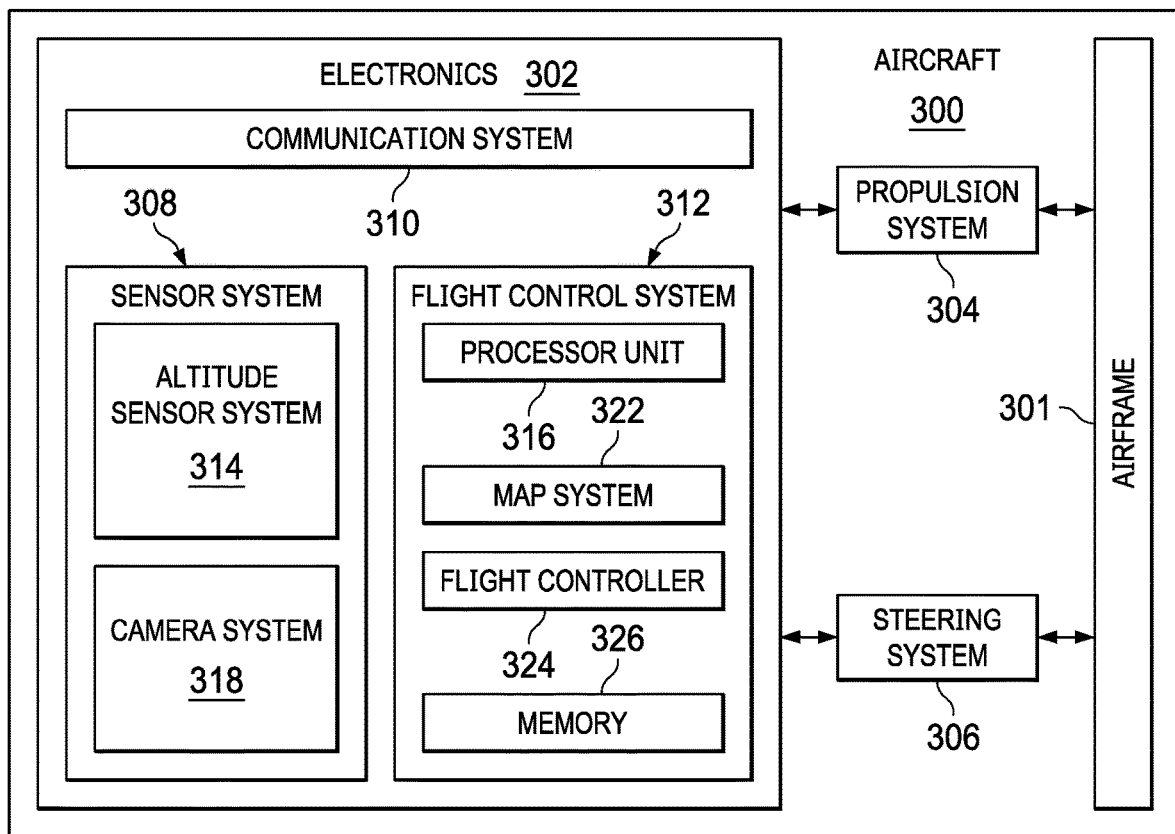 ELECTRONICS 302
AIRCRAFT
300
COMMUNICATION SYSTEM
310
308
312
PROPULSION
SYSTEM
304
SENSOR SYSTEM
ALTITUDE
SENSOR SYSTEM
314
CAMERA SYSTEM
318
FLIGHT CONTROL SYSTEM
PROCESSOR UNIT
316
322
MAP SYSTEM
FLIGHT CONTROLLER
324
326
MEMORY
STEERING
SYSTEM
306
301
AIRFRAME